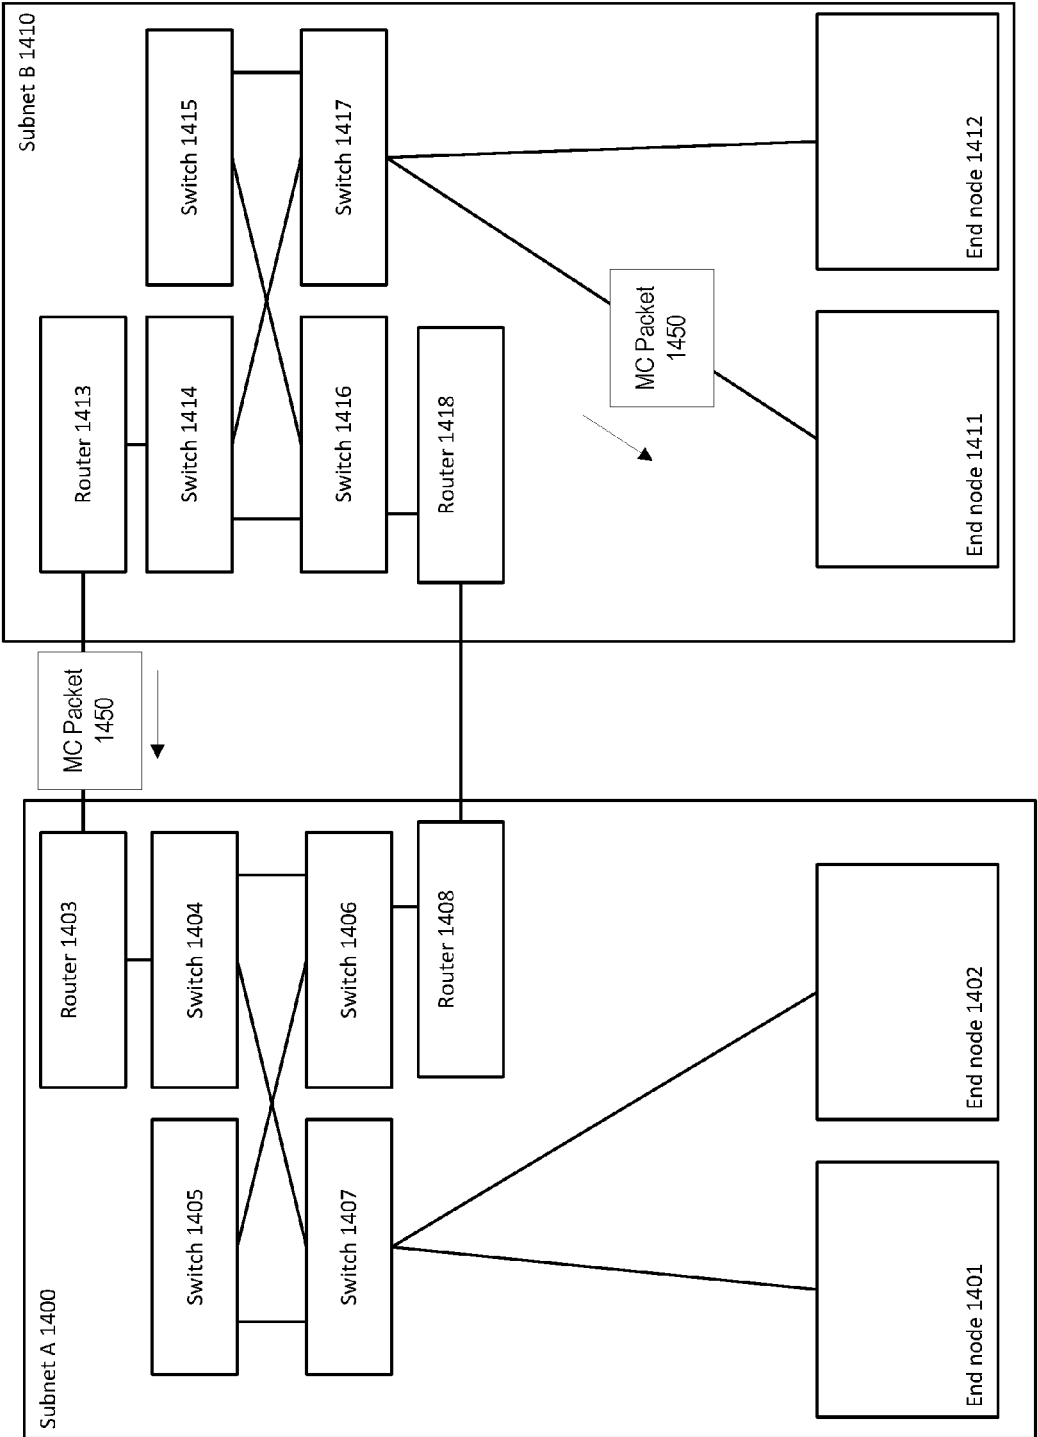 Subnet A 1400
Router 1403
Switch 1405
Switch 1404
Switch 1407
Switch 1406
Router 1408
End node 1401
End node 1402
MC Packet
1450
Subnet B 1410
Router 1413
Switch 1414
Switch 1415
Switch 1416
Switch 1417
Router 1418
MC Packet
1450
End node 1411
End node 1412